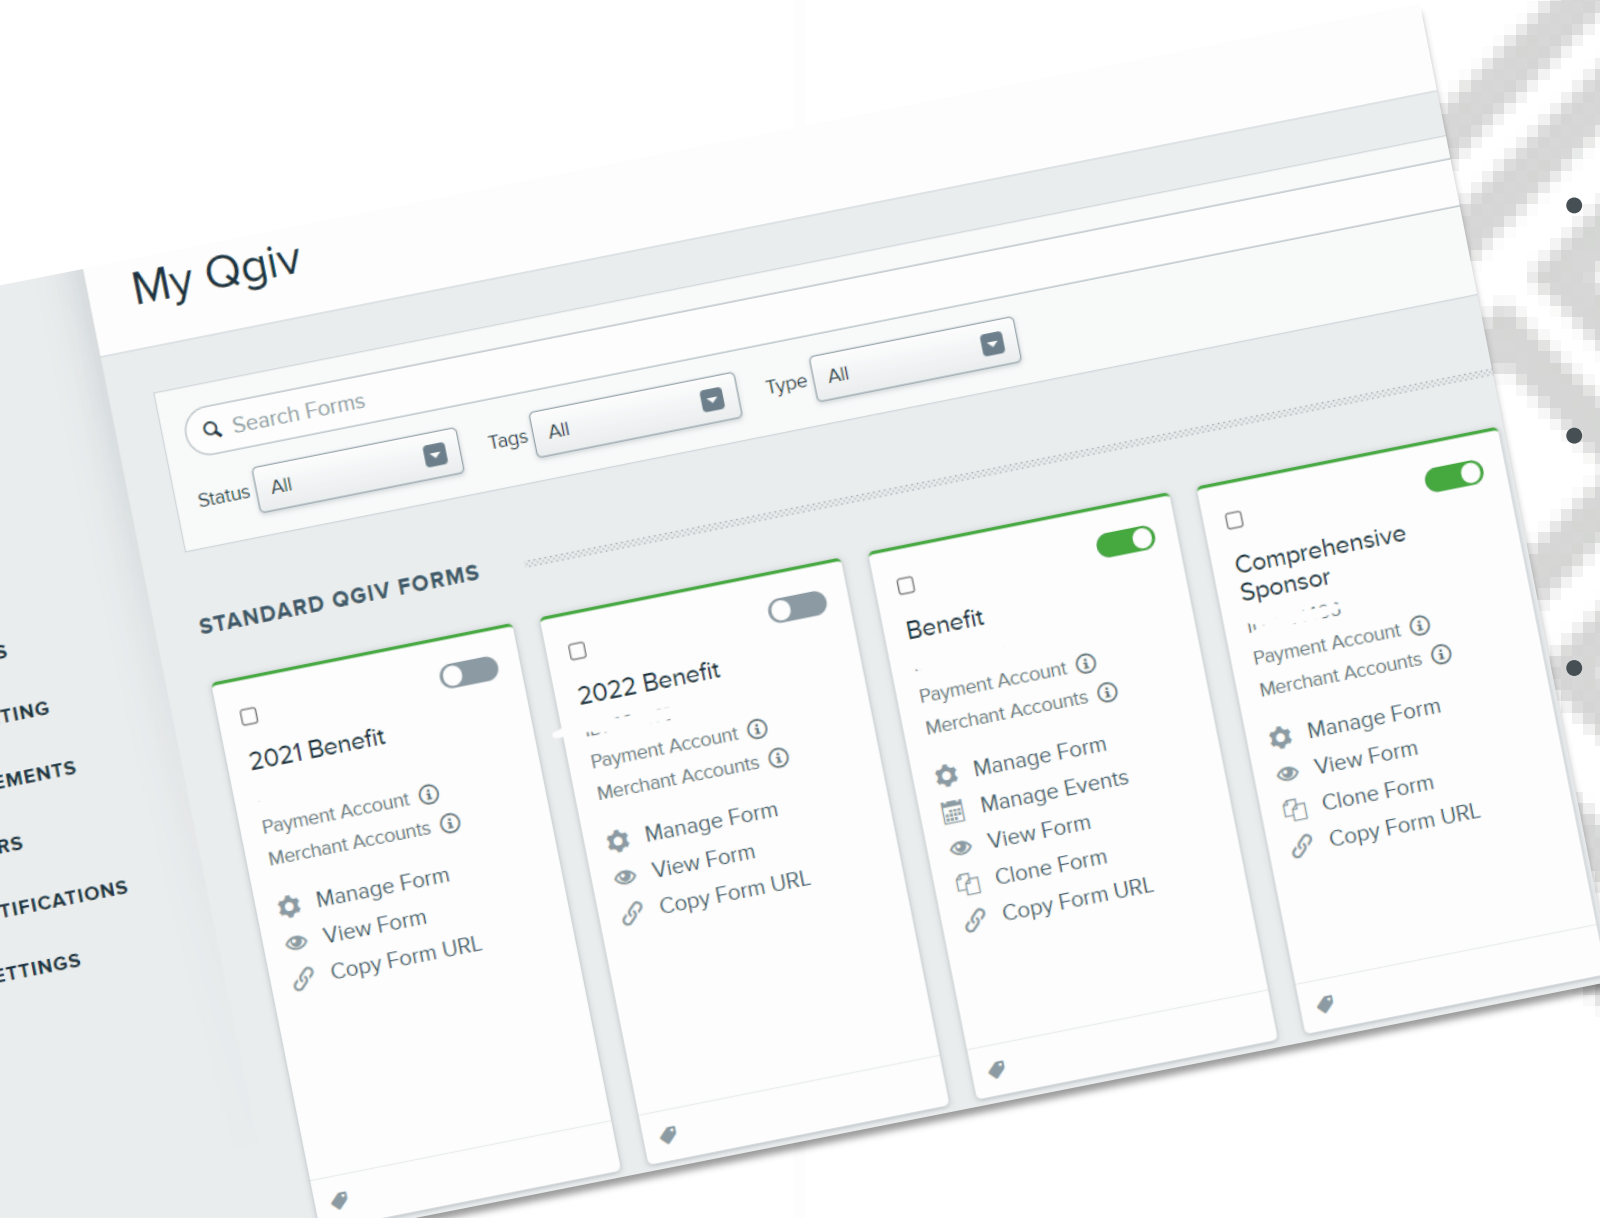 My Qgiv
Search Forms
Status All Tags All Type All
STANDARD QGIV FORMS
S
TING
EMENTS
RS
TIFICATIONS
ETTINGS
2021 Benefit
Payment Account
Merchant Accounts
Manage Form
View Form
Copy Form URL
2022 Benefit
Payment Account
Merchant Accounts
Manage Form
View Form
Copy Form URL
Benefit
Payment Account
Merchant Accounts
Manage Form
Manage Events
View Form
Clone Form
Copy Form URL
Comprehensive
Sponsor
Payment Account
Merchant Accounts
Manage Form
View Form
Clone Form
Copy Form URL